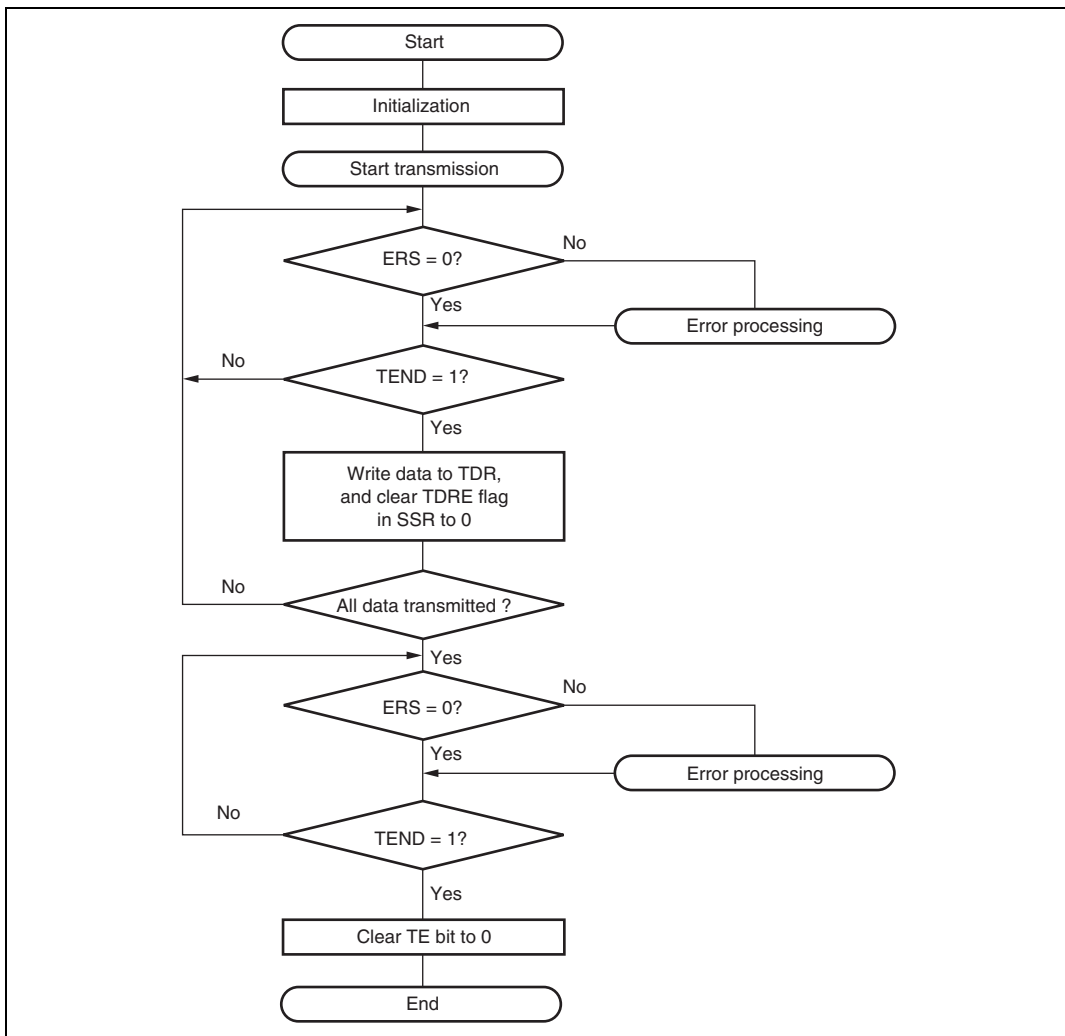 Start
Initialization
Start transmission
No
ERS = 0?
Yes
Error processing
No
TEND = 1?
Yes
Write data to TDR,
and clear TDRE flag
in SSR to 0
No
All data transmitted ?
Yes
No
ERS = 0?
Yes
Error processing
No
TEND = 1?
Yes
Clear TE bit to 0
End